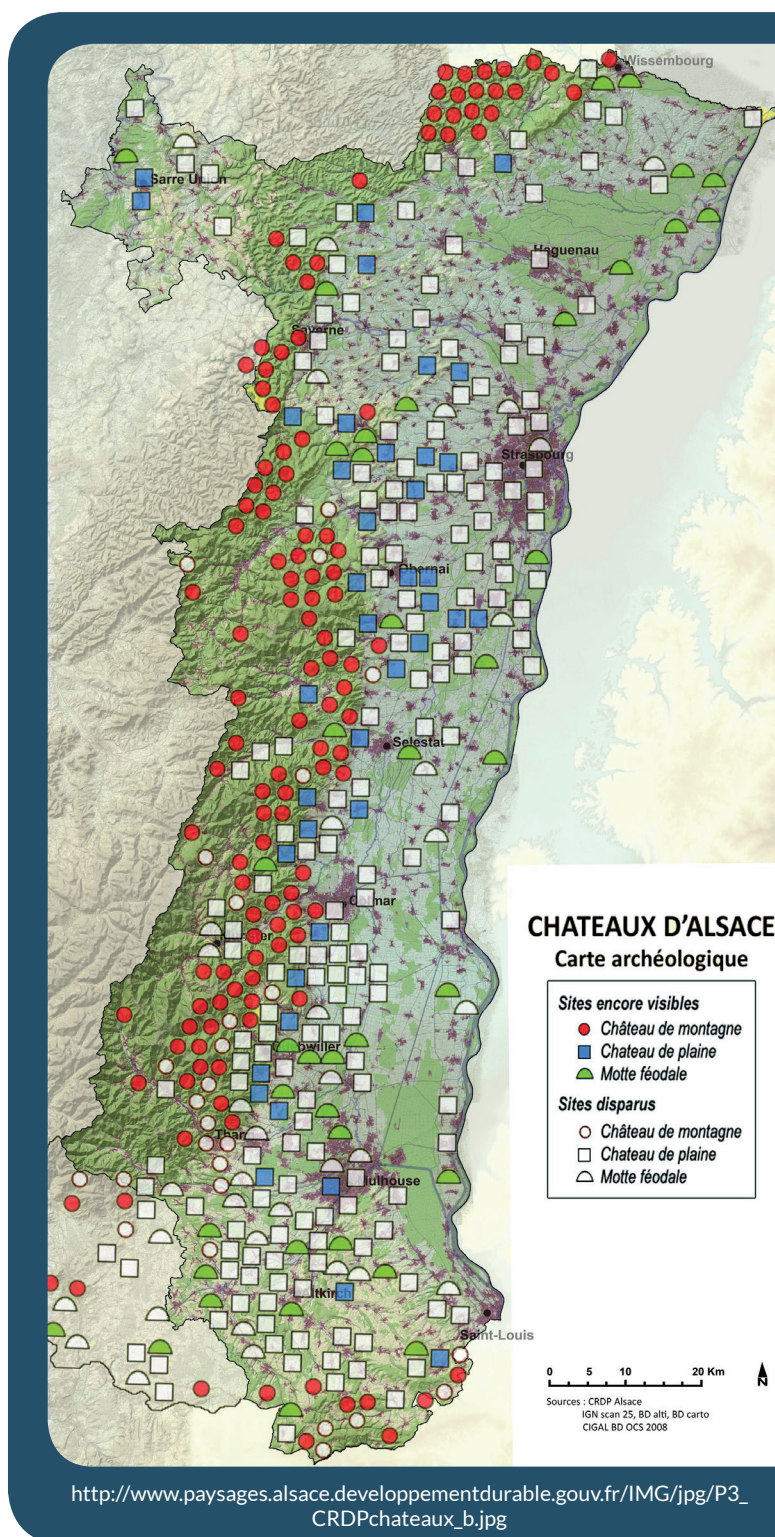 Wissembourg
Sarre Union
Haguenau
Saverne
Strasbourg
Obernai
Selestat
Colmar
Mulhouse
Saint-Louis
CHATEAUX D'ALSACE
Carte archéologique
Sites encore visibles
Château de montagne
Chateau de plaine
Motte féodale
Sites disparus
Château de montagne
Chateau de plaine
Motte féodale
0 5 10 20 Km
N
Sources : CRDP Alsace
IGN scan 25, BD alti, BD carto
CIGAL BD OCS 2008
http://www.paysages.alsace.developpementdurable.gouv.fr/IMG/jpg/P3_
CRDPchateaux_b.jpg